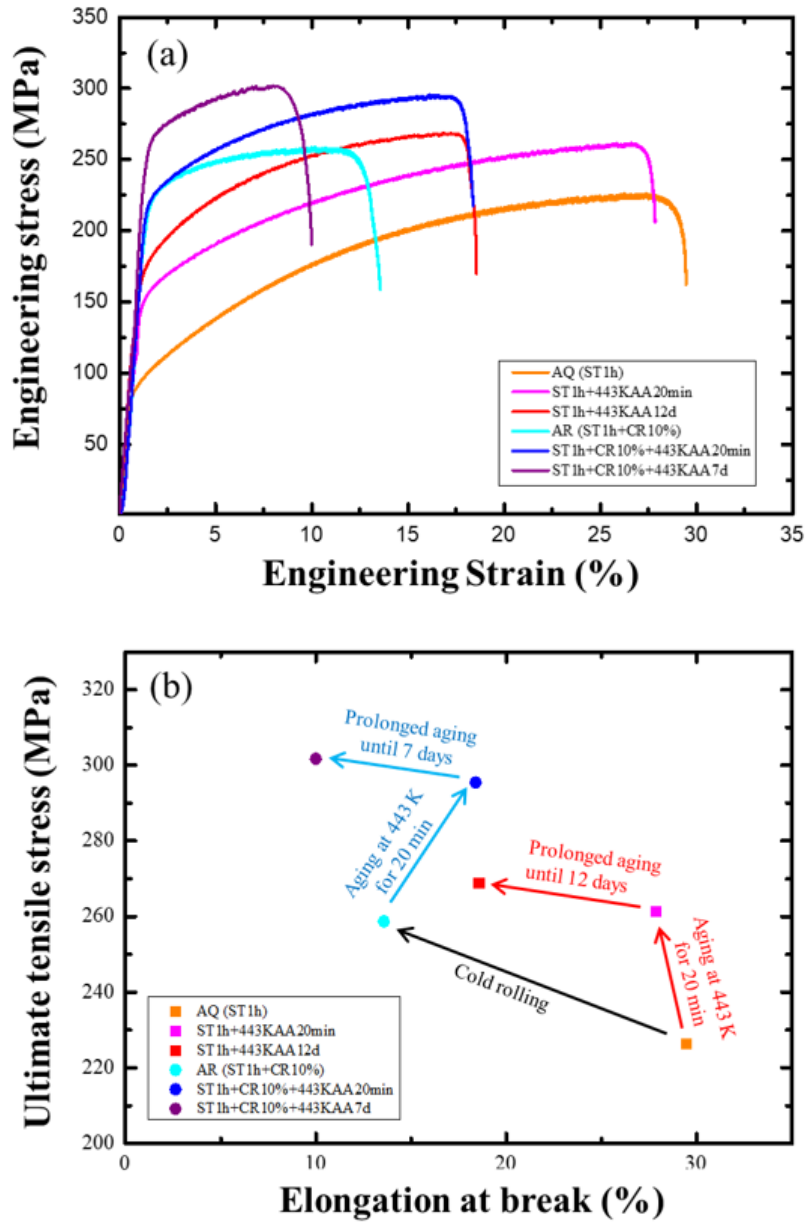 (a)
Engineering stress (MPa)
350
300
250
200
150
100
50
0
5
10
15
20
25
30
35
Engineering Strain (%)
AQ (ST1h)
ST1h+443KAA20min
ST1h+443KAA12d
AR (ST1h+CR10%)
ST1h+CR10%+443KAA20min
ST1h+CR10%+443KAA7d
(b)
Ultimate tensile stress (MPa)
320
300
280
260
240
220
200
0
10
20
30
Elongation at break (%)
Prolonged aging
until 7 days
Aging at 443 K
for 20 min
Prolonged aging
until 12 days
Aging at 443 K
for 20 min
Cold rolling
AQ (ST1h)
ST1h+443KAA20min
ST1h+443KAA12d
AR (ST1h+CR10%)
ST1h+CR10%+443KAA20min
ST1h+CR10%+443KAA7d